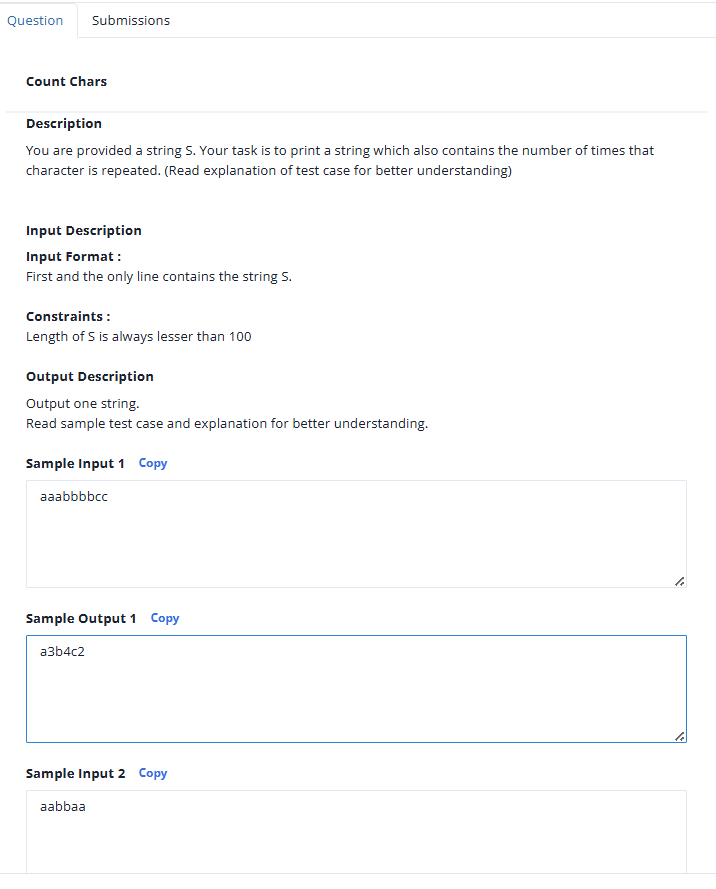 Question Submissions
Count Chars
Description
You are provided a string S. Your task is to print a string which also contains the number of times that
character is repeated. (Read explanation of test case for better understanding)
Input Description
Input Format :
First and the only line contains the string S.
Constraints :
Length of S is always lesser than 100
Output Description
Output one string.
Read sample test case and explanation for better understanding.
Sample Input 1 Copy
aaabbbbcc
Sample Output 1 Copy
a3b4c2
Sample Input 2 Copy
aabbaa